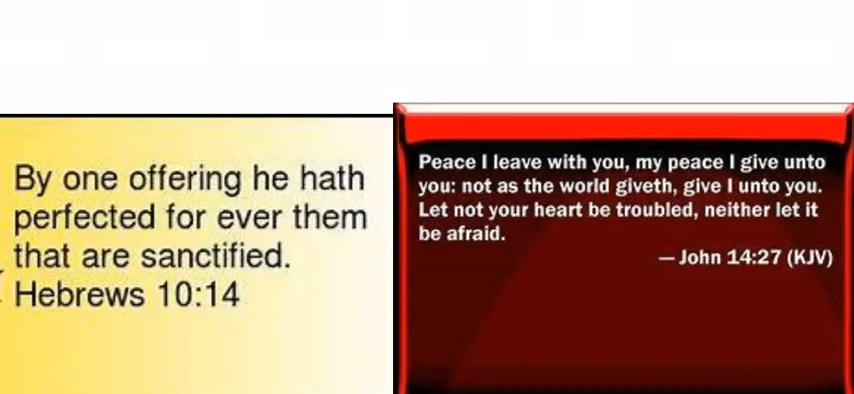 By one offering he hath
perfected for ever them
that are sanctified.
Hebrews 10:14
Peace I leave with you, my peace I give unto
you: not as the world giveth, give I unto you.
Let not your heart be troubled, neither let it
be afraid.
— John 14:27 (KJV)